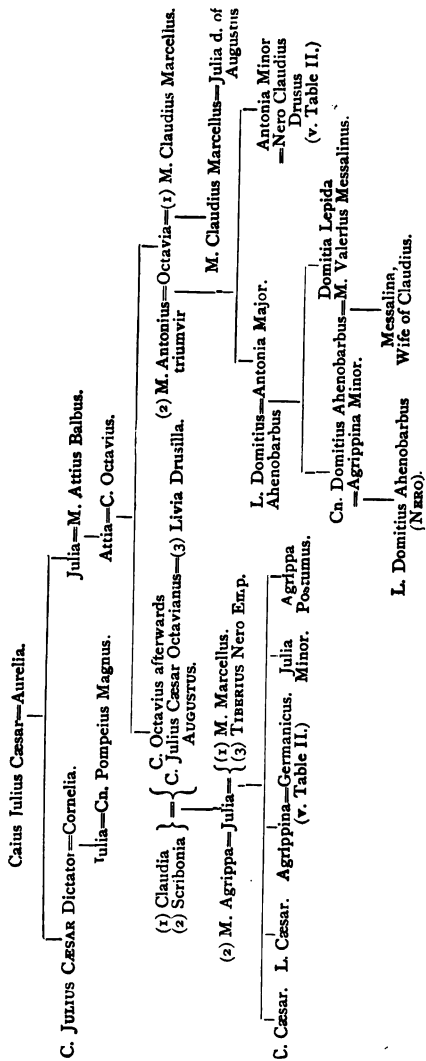 Caius Julius Cæsar=Aurelia.
C. JULIUS CÆSAR Dictator=Cornelia. Julia=M. Attius Balbus.
Julia=Cn. Pompeius Magnus. Attia=C. Octavius.
C. Octavius afterwards
(1) Claudia } = { C. Julius Cæsar Octavianus=(3) Livia Drusilla.
(2) Scribonia AUGUSTUS.
(2) M. Antonius=Octavia=(1) M. Claudius Marcellus.
triumvir
M. Claudius Marcellus=Julia d. of
Augustus
(2) M. Agrippa=Julia= { (1) M. Marcellus.
(3) TIBERIUS Nero Emp.
L. Domitius=Antonia Major.
Ahenobarbus
Antonia Minor
=Nero Claudius
Drusus
(v. Table II.)
C. Cæsar. L. Cæsar. Agrippina=Germanicus.
(v. Table II.)
Julia
Minor.
Agrippa
Postumus.
Cn. Domitius Ahenobarbus
=Agrippina Minor.
Domitia Lepida
=M. Valerius Messalinus.
L. Domitius Ahenobarbus
(NERO).
Messalina,
Wife of Claudius.